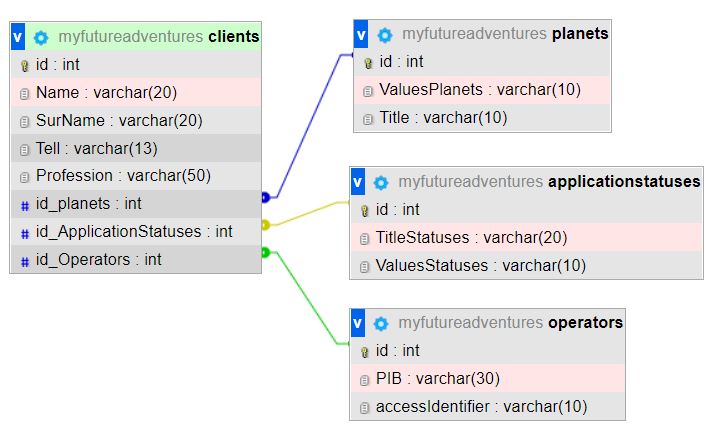 v myfutureadventures clients
id : int
Name : varchar(20)
SurName : varchar(20)
Tell : varchar(13)
Profession : varchar(50)
# id_planets : int
# id_ApplicationStatuses : int
# id_Operators : int
v myfutureadventures planets
id : int
ValuesPlanets : varchar(10)
Title : varchar(10)
v myfutureadventures applicationstatuses
id : int
TitleStatuses : varchar(20)
ValuesStatuses : varchar(10)
v myfutureadventures operators
id : int
PIB : varchar(30)
accessIdentifier : varchar(10)